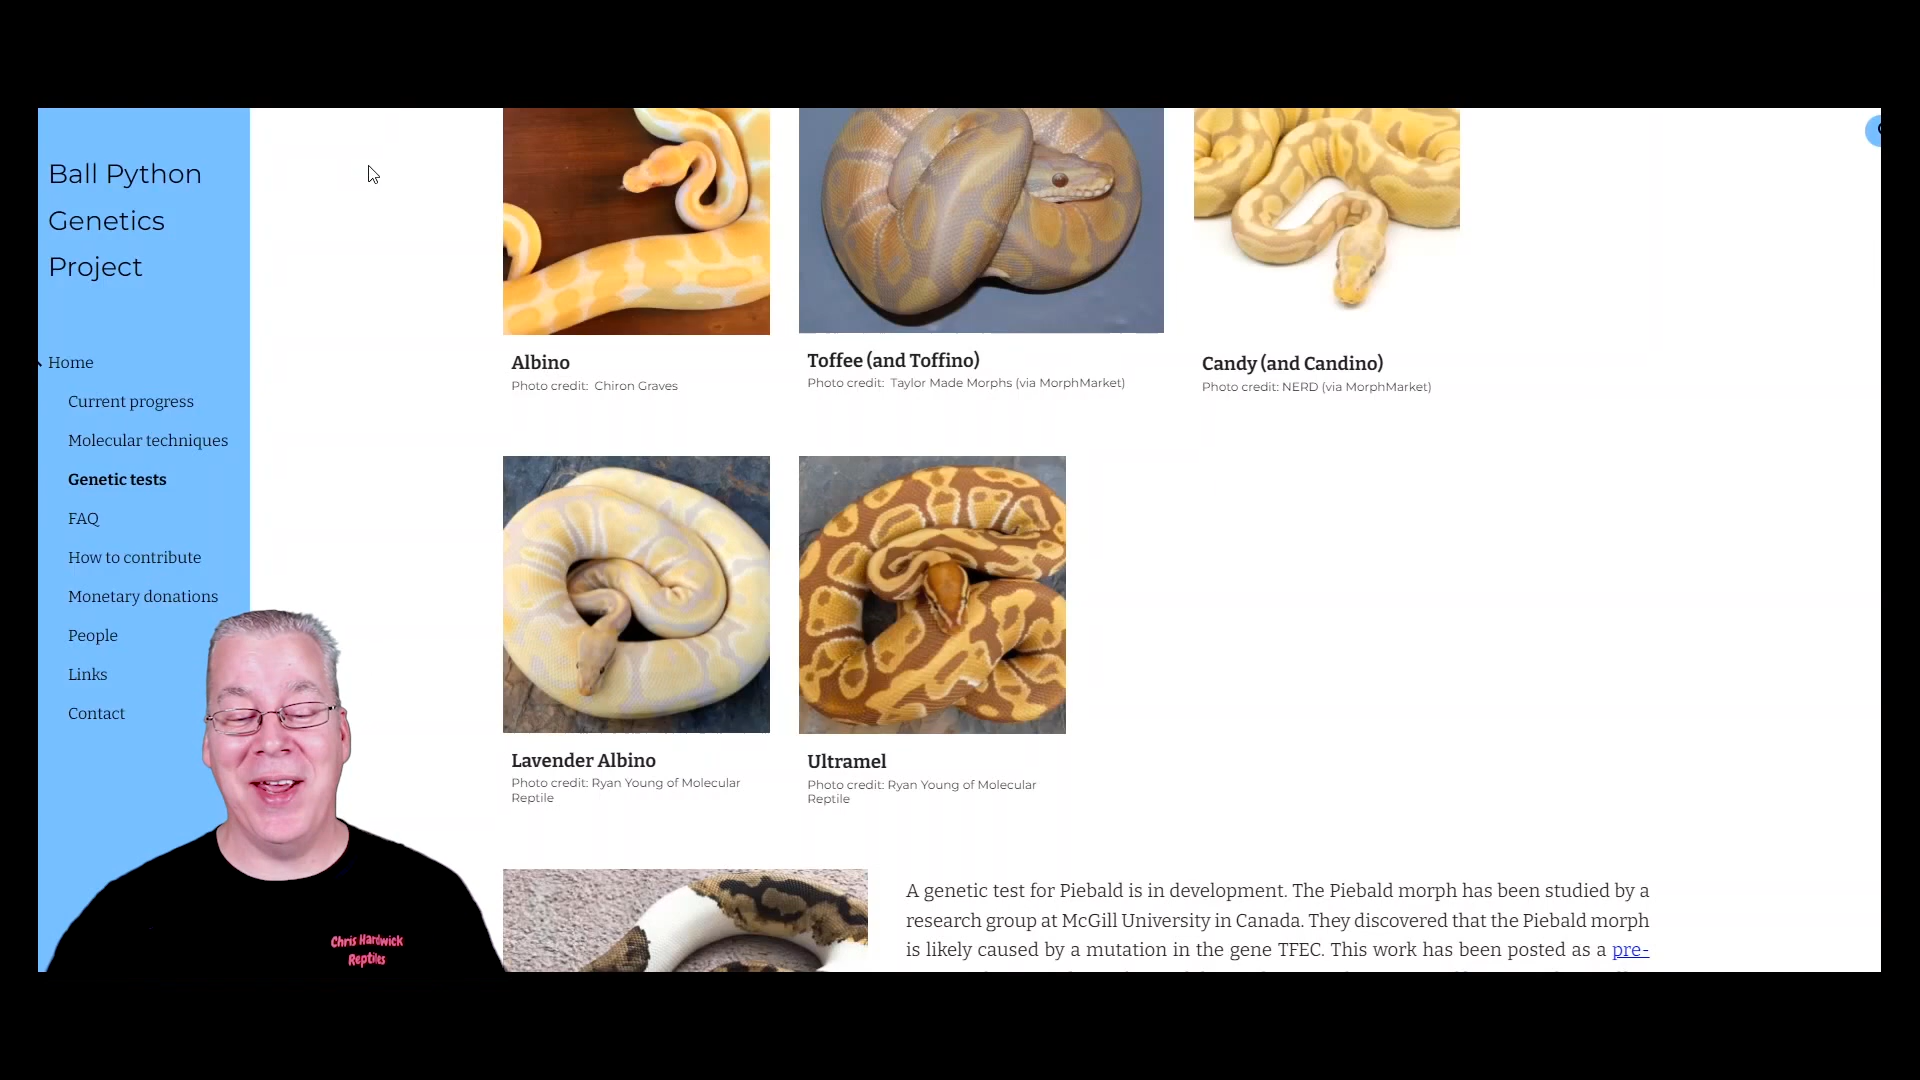 Ball Python
Genetics
Project
Home
Current progress
Molecular techniques
Genetic tests
FAQ
How to contribute
Monetary donations
People
Links
Contact
Albino
Photo credit: Chiron Graves
Toffee (and Toffino)
Photo credit: Taylor Made Morphs (via MorphMarket)
Candy (and Candino)
Photo credit: NERD (via MorphMarket)
Lavender Albino
Photo credit: Ryan Young of Molecular
Reptile
Ultramel
Photo credit: Ryan Young of Molecular
Reptile
A genetic test for Piebald is in development. The Piebald morph has been studied by a
research group at McGill University in Canada. They discovered that the Piebald morph
is likely caused by a mutation in the gene TFEC. This work has been posted as a pre-
Chris Hardwick
Reptiles